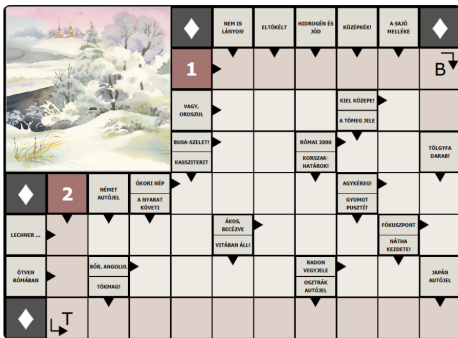 NEM IS
LÁNYOS!
ELTÖKÉLT
HIDROGÉN ÉS
JÓD
KÖZÉPKÉK!
A SAJÓ
MELLÉKE
1
B
VAGY,
OROSZUL
KIEL KÖZEPE!
A TÖMEG JELE
BUSA-SZELET!
KASSZITERIT
RÓMAI 2000
KORSZAK-
HATÁROK!
TÖLGYFA
DARAB!
2
NÉMET
AUTÓJEL
ÓKORI NÉP
A NYARAT
KÖVETI
AGYKÉREG!
GYOMOT
PUSZTÍT
LECHNER ...
ÁKOS,
BECÉZVE
VITÁBAN ÁLL!
FÓKUSZPONT
NÁTHA
KEZDETE!
ÖTVEN
RÓMÁBAN
BŐR, ANGOLUL
TÖKMAG!
RADON
VEGYJELE
OSZTRÁK
AUTÓJEL
JAPÁN
AUTÓJEL
T